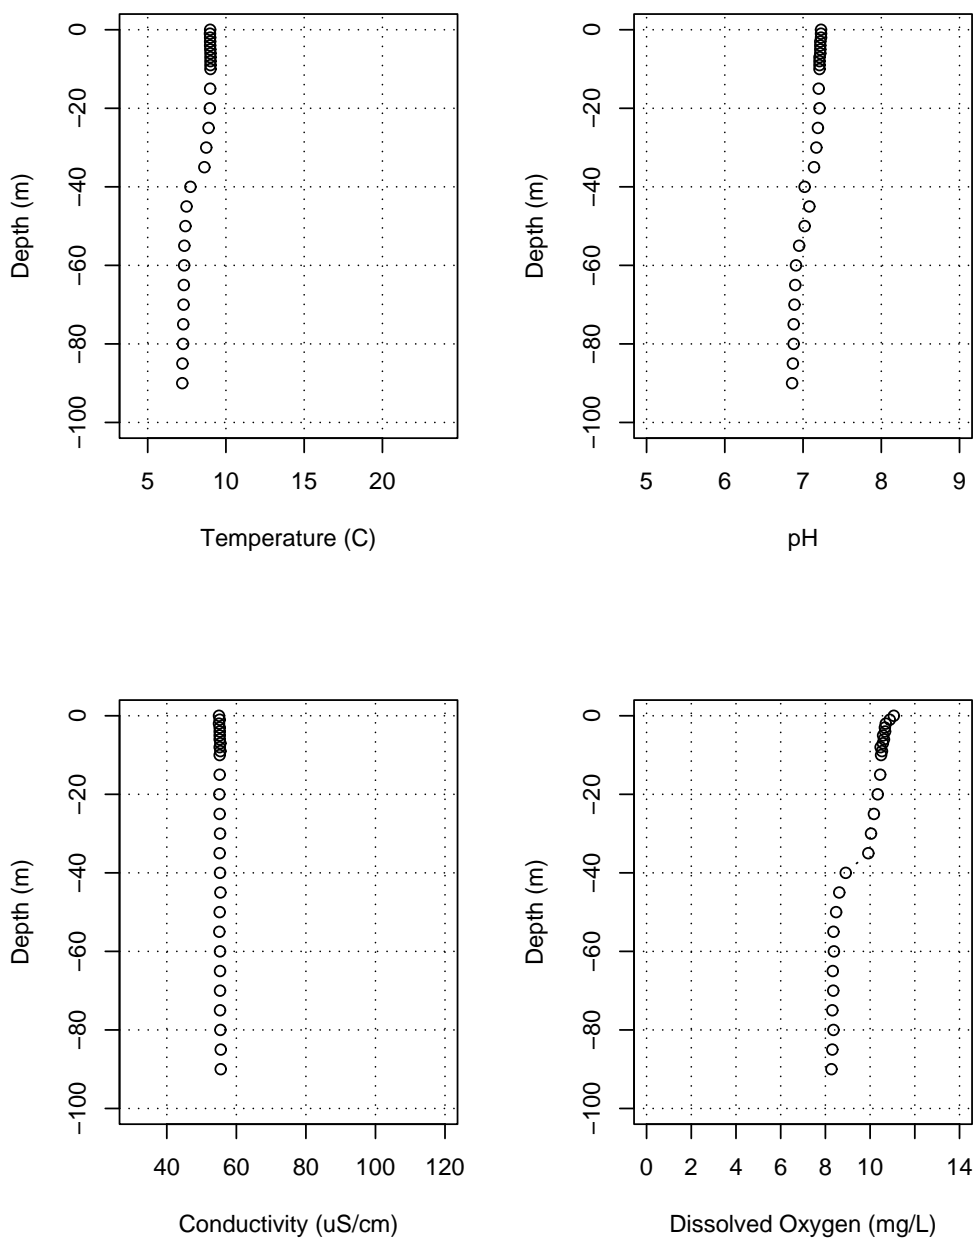 0
−20
−40
−60
−80
−100
Depth (m)
5 10 15 20
Temperature (C)
0
−20
−40
−60
−80
−100
Depth (m)
5 6 7 8 9
pH
0
−20
−40
−60
−80
−100
Depth (m)
40 60 80 100 120
Conductivity (uS/cm)
0
−20
−40
−60
−80
−100
Depth (m)
0 2 4 6 8 10 14
Dissolved Oxygen (mg/L)